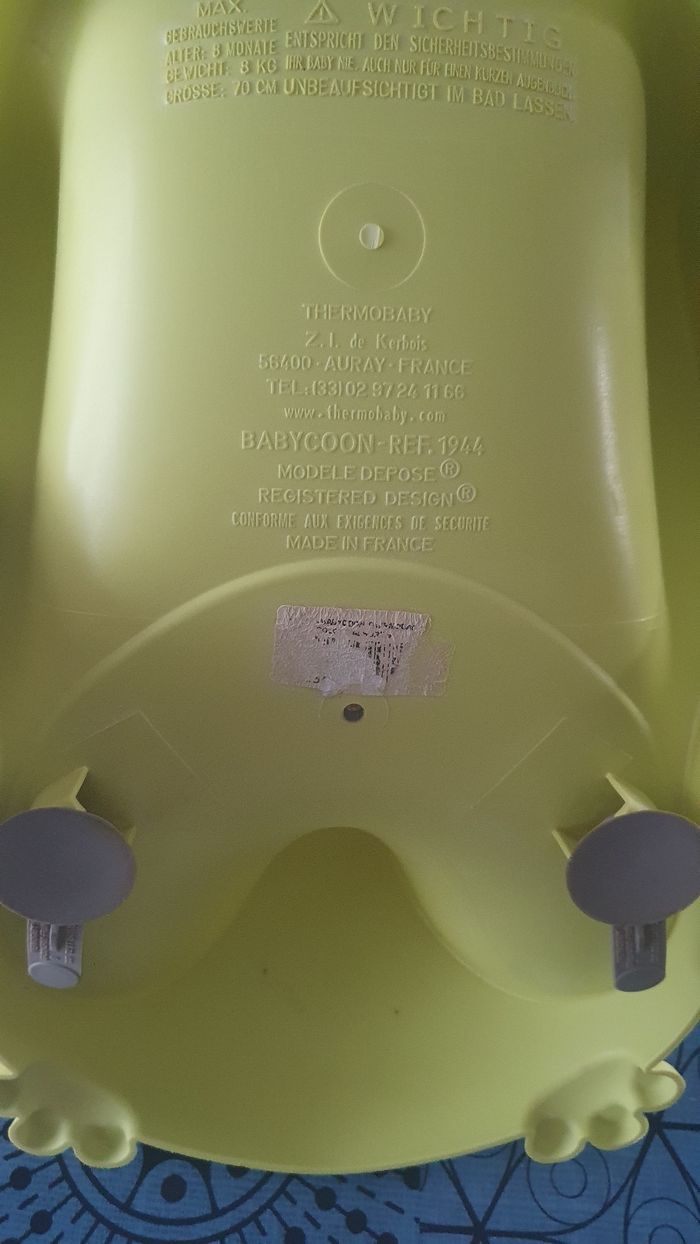 MAX.
GEBRAUCHSWERTE
ALTER: 8 MONATE
GEWICHT: 8 KG
GRÖSSE: 70 CM
WICHTIG
ENTSPRICHT DEN SICHERHEITSBESTIMMUNGEN
IHR BABY NIE, AUCH NUR FÜR EINEN KURZEN AUGENBLICK
UNBEAUFSICHTIGT IM BAD LASSEN
THERMOBABY
Z.I. de Kerbois
56400 - AURAY - FRANCE
TEL.:(33)02 97 24 11 66
www.thermobaby.com
BABYCOON - REF. 1944
MODELE DEPOSE®
REGISTERED DESIGN®
CONFORME AUX EXIGENCES DE SECURITE
MADE IN FRANCE